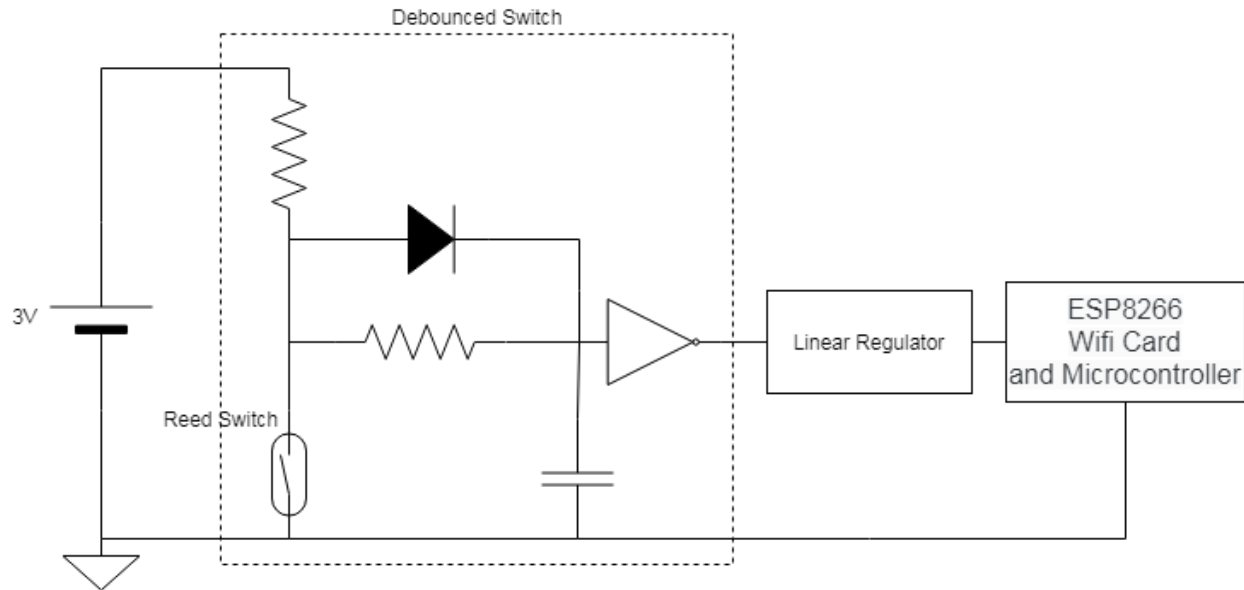 Debounced Switch
3V
Reed Switch
Linear Regulator
ESP8266
Wifi Card
and Microcontroller